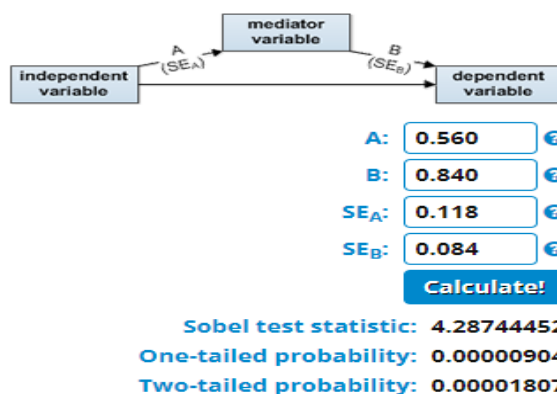 mediator
variable
A
(SEA)
B
(SEB)
independent
variable
dependent
variable
A: 0.560 ?
B: 0.840 ?
SEA: 0.118 ?
SEB: 0.084 ?
Calculate!
Sobel test statistic: 4.28744452
One-tailed probability: 0.00000904
Two-tailed probability: 0.00001807